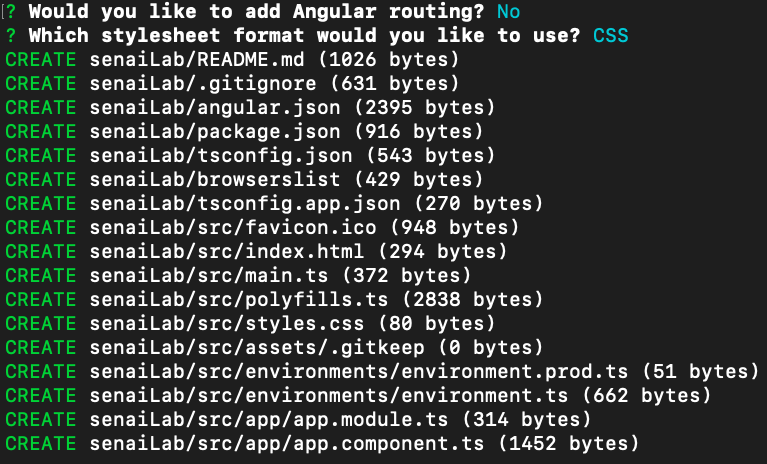 ? Would you like to add Angular routing? No
? Which stylesheet format would you like to use? CSS
CREATE senaiLab/README.md (1026 bytes)
CREATE senaiLab/.gitignore (631 bytes)
CREATE senaiLab/angular.json (2395 bytes)
CREATE senaiLab/package.json (916 bytes)
CREATE senaiLab/tsconfig.json (543 bytes)
CREATE senaiLab/browserslist (429 bytes)
CREATE senaiLab/tsconfig.app.json (270 bytes)
CREATE senaiLab/src/favicon.ico (948 bytes)
CREATE senaiLab/src/index.html (294 bytes)
CREATE senaiLab/src/main.ts (372 bytes)
CREATE senaiLab/src/polyfills.ts (2838 bytes)
CREATE senaiLab/src/styles.css (80 bytes)
CREATE senaiLab/src/assets/.gitkeep (0 bytes)
CREATE senaiLab/src/environments/environment.prod.ts (51 bytes)
CREATE senaiLab/src/environments/environment.ts (662 bytes)
CREATE senaiLab/src/app/app.module.ts (314 bytes)
CREATE senaiLab/src/app/app.component.ts (1452 bytes)